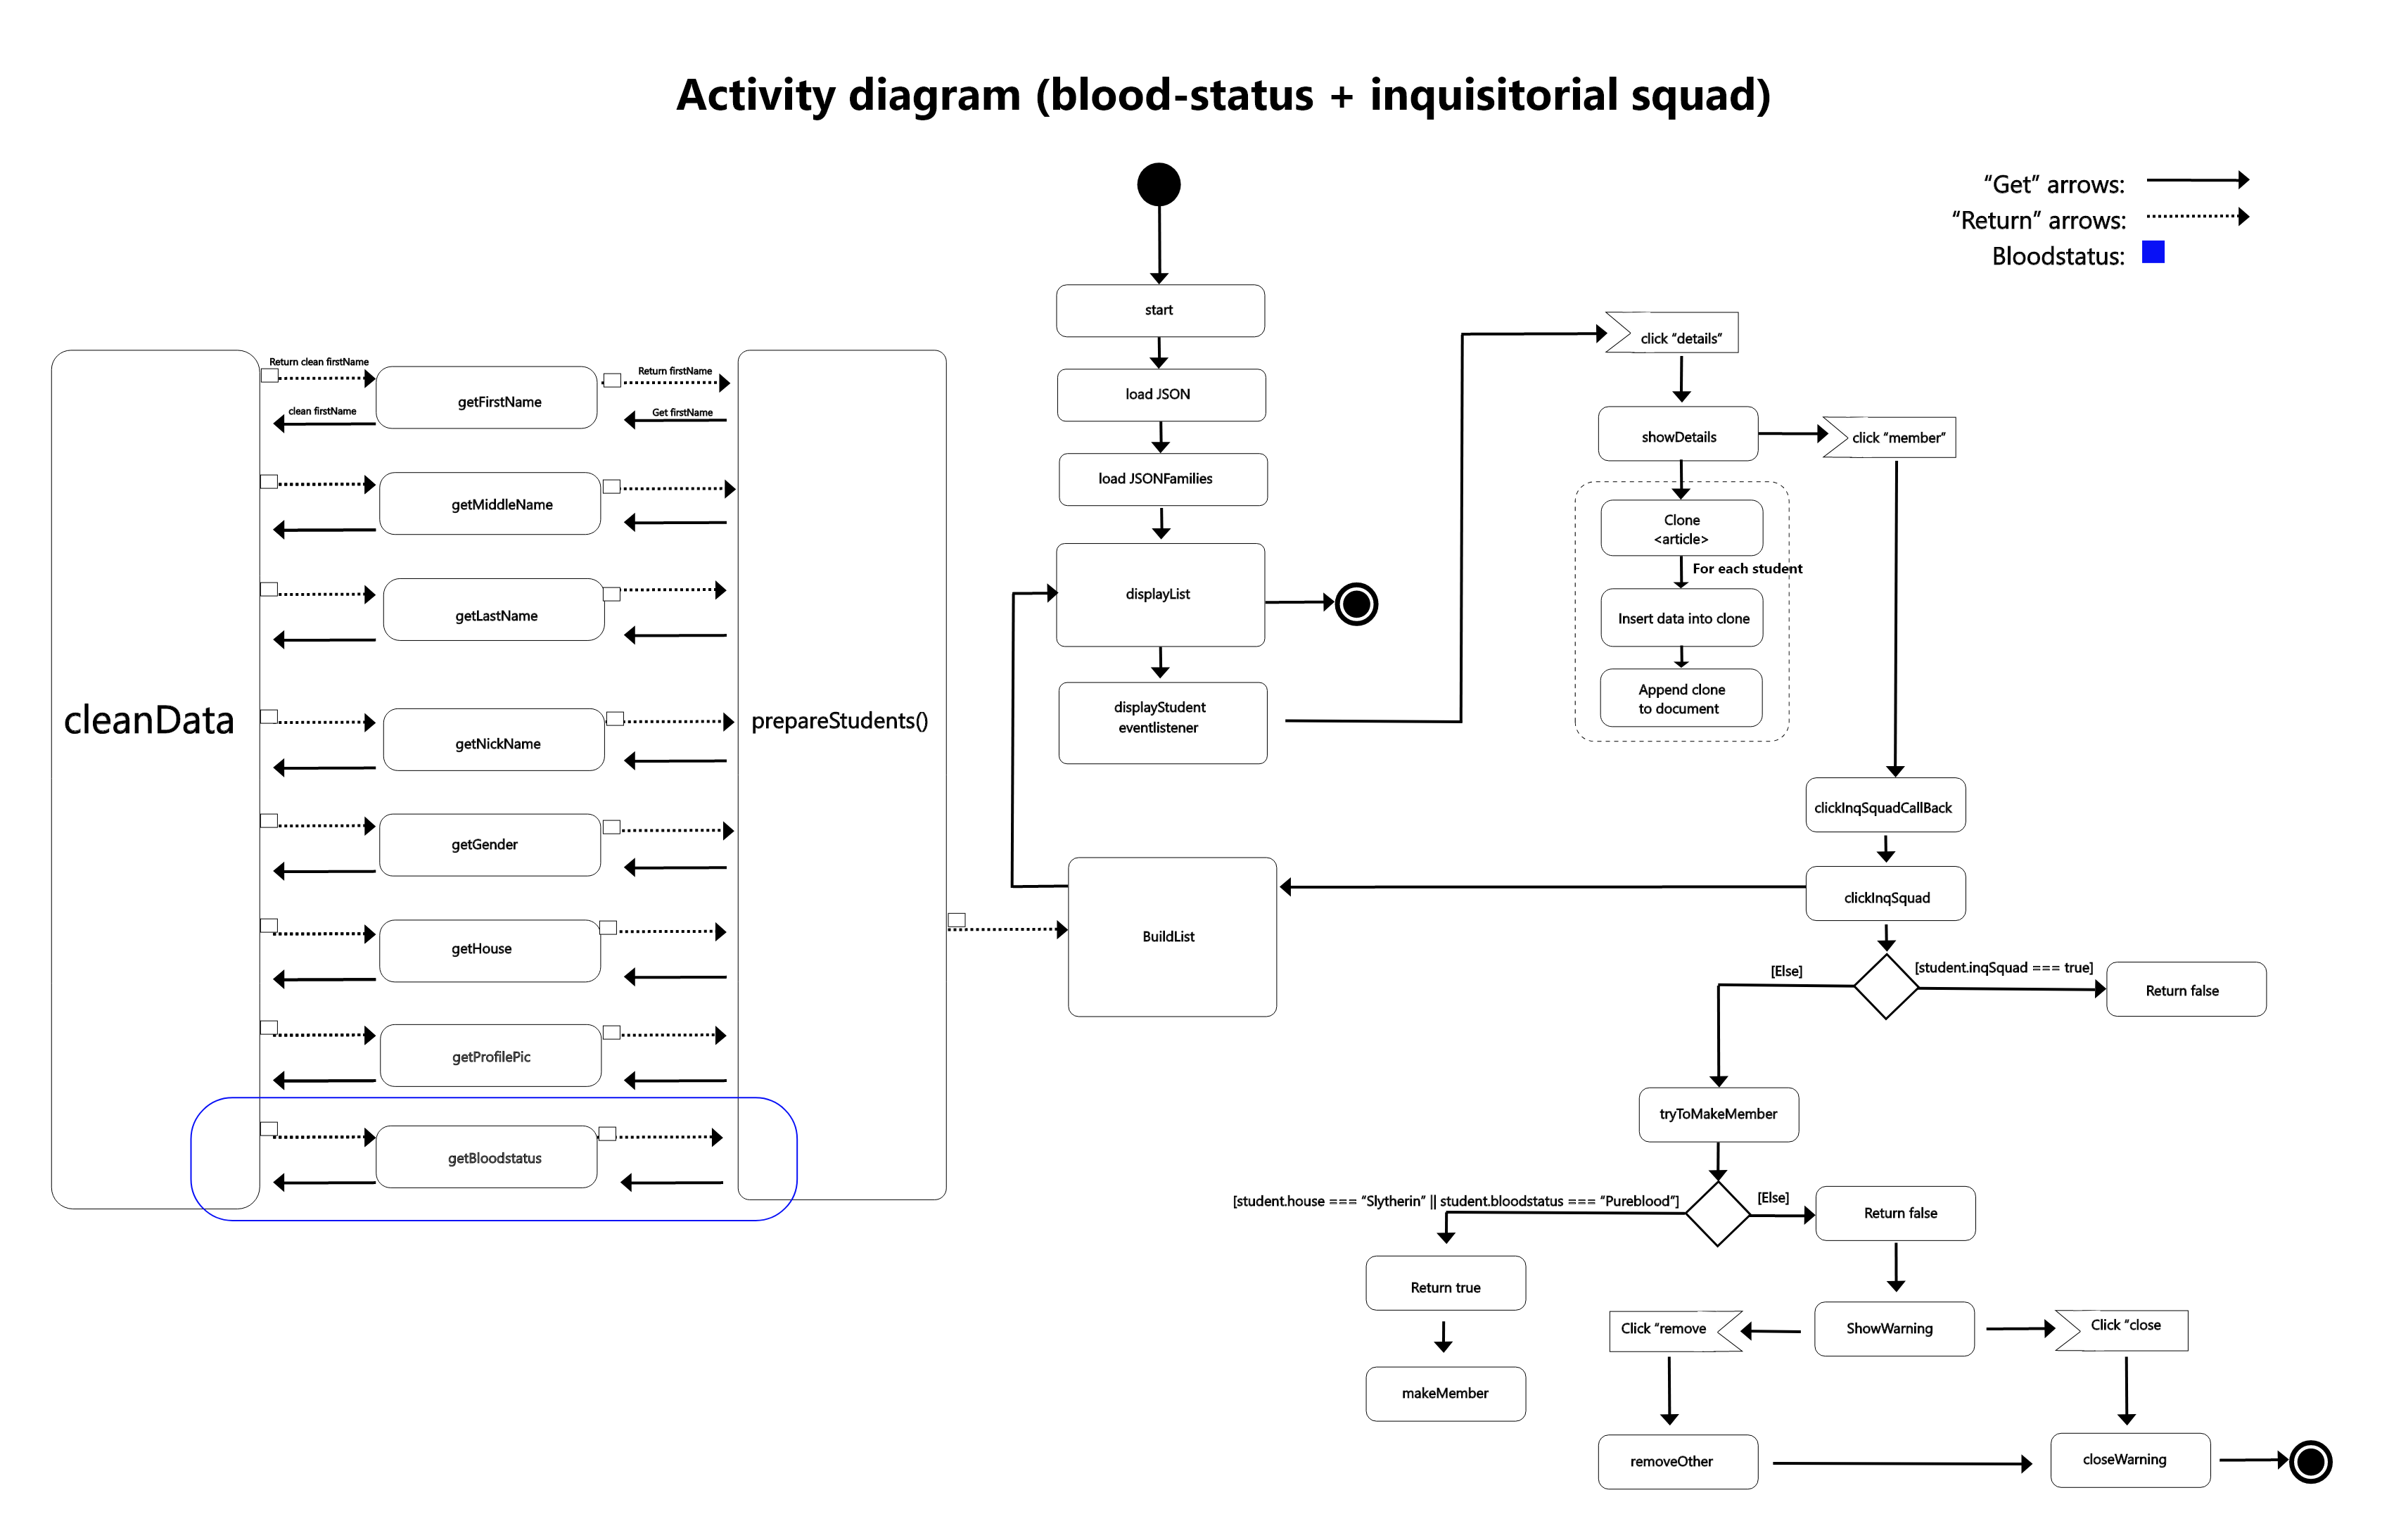 Activity diagram (blood-status + inquisitorial squad)
“Get” arrows:
“Return” arrows:
Bloodstatus:
start
load JSON
load JSONFamilies
displayList
displayStudent
eventlistener
BuildList
cleanData
prepareStudents()
Return clean firstName
clean firstName
getFirstName
Return firstName
Get firstName
getMiddleName
getLastName
getNickName
getGender
getHouse
getProfilePic
getBloodstatus
click “details”
showDetails
click “member”
Clone
<article>
For each student
Insert data into clone
Append clone
to document
clickInqSquadCallBack
clickInqSquad
[Else]
[student.inqSquad === true]
Return false
tryToMakeMember
[student.house === “Slytherin” || student.bloodstatus === “Pureblood”]
[Else]
Return false
Return true
makeMember
Click “remove
ShowWarning
Click “close
removeOther
closeWarning